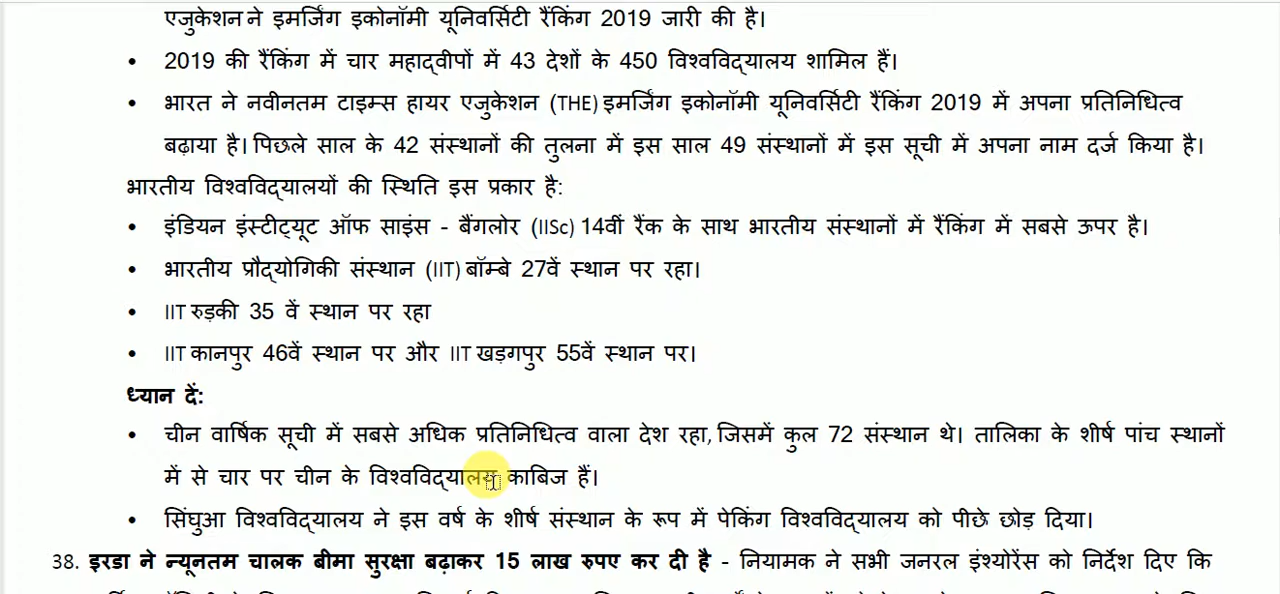 एजुकेशन ने इमर्जिंग इकोनॉमी यूनिवर्सिटी रैंकिंग 2019 जारी की है।
• 2019 की रैंकिंग में चार महाद्वीपों में 43 देशों के 450 विश्वविद्यालय शामिल हैं।
• भारत ने नवीनतम टाइम्स हायर एजुकेशन (THE) इमर्जिंग इकोनॉमी यूनिवर्सिटी रैंकिंग 2019 में अपना प्रतिनिधित्व
बढ़ाया है। पिछले साल के 42 संस्थानों की तुलना में इस साल 49 संस्थानों में इस सूची में अपना नाम दर्ज किया है।
भारतीय विश्वविद्यालयों की स्थिति इस प्रकार है:
• इंडियन इंस्टीट्यूट ऑफ साइंस - बैंगलोर (IISc) 14वीं रैंक के साथ भारतीय संस्थानों में रैंकिंग में सबसे ऊपर है।
• भारतीय प्रौद्योगिकी संस्थान (IIT) बॉम्बे 27वें स्थान पर रहा।
• IIT रुड़की 35 वें स्थान पर रहा
• IIT कानपुर 46वें स्थान पर और IIT खड़गपुर 55वें स्थान पर।
ध्यान दें:
• चीन वार्षिक सूची में सबसे अधिक प्रतिनिधित्व वाला देश रहा, जिसमें कुल 72 संस्थान थे। तालिका के शीर्ष पांच स्थानों
में से चार पर चीन के विश्वविद्यालय काबिज हैं।
• सिंघुआ विश्वविद्यालय ने इस वर्ष के शीर्ष संस्थान के रूप में पेकिंग विश्वविद्यालय को पीछे छोड़ दिया।
38. इरडा ने न्यूनतम चालक बीमा सुरक्षा बढ़ाकर 15 लाख रुपए कर दी है - नियामक ने सभी जनरल इंश्योरेंस को निर्देश दिए कि